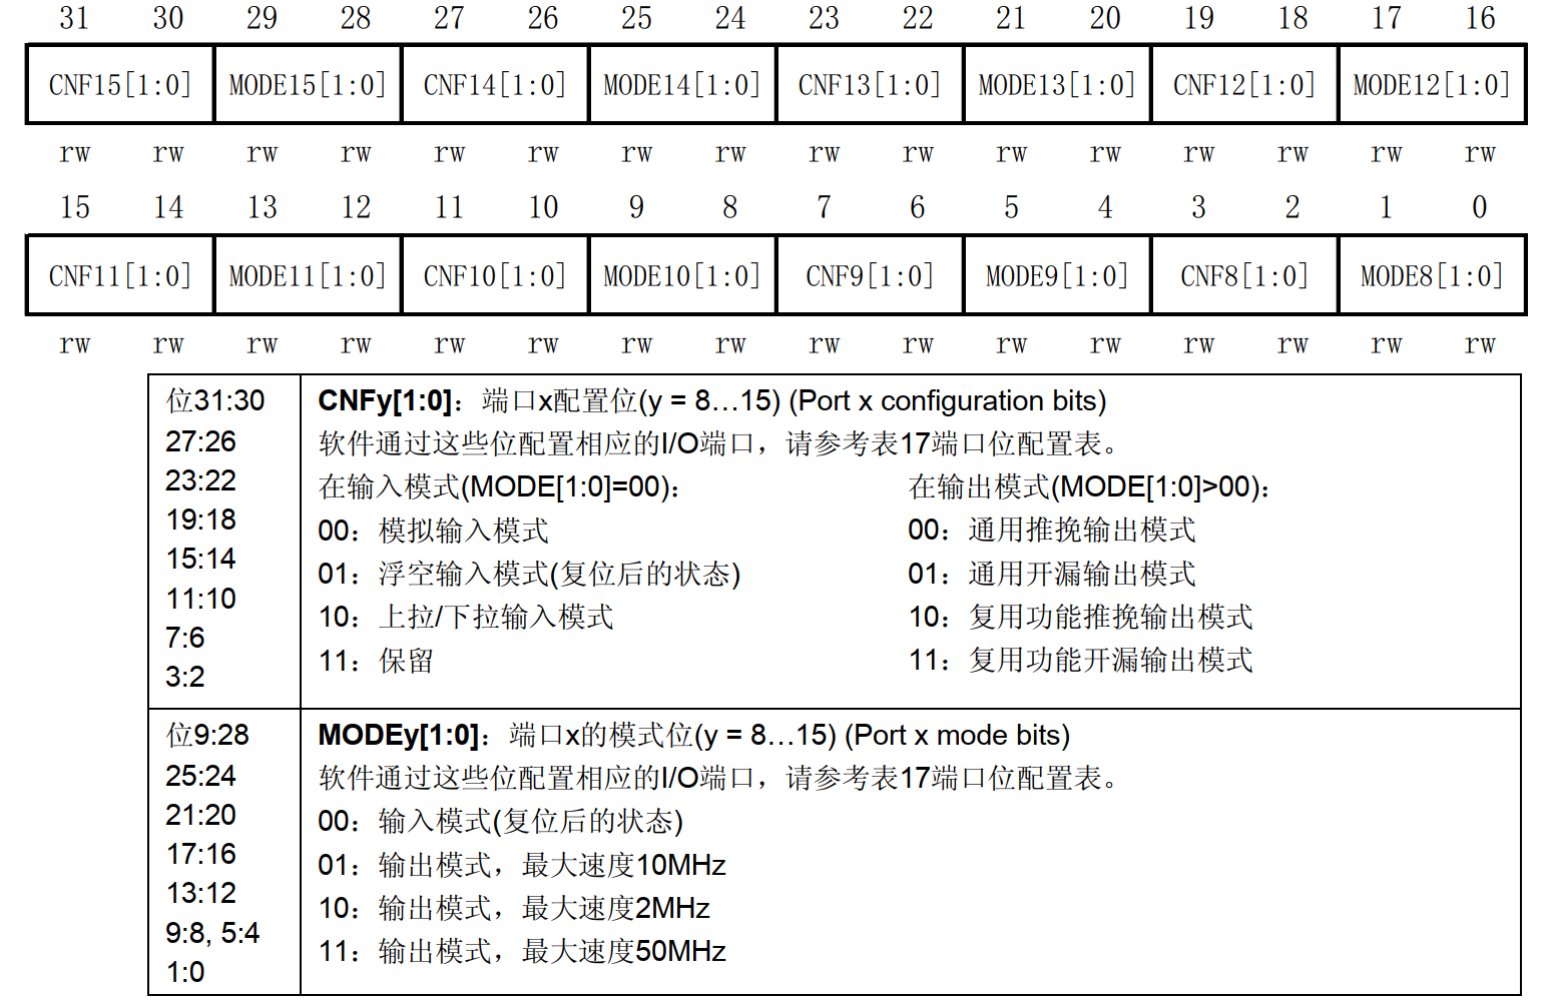 31 30 29 28 27 26 25 24 23 22 21 20 19 18 17 16
CNF15[1:0] MODE15[1:0] CNF14[1:0] MODE14[1:0] CNF13[1:0] MODE13[1:0] CNF12[1:0] MODE12[1:0]
rw rw rw rw rw rw rw rw rw rw rw rw rw rw rw rw
15 14 13 12 11 10 9 8 7 6 5 4 3 2 1 0
CNF11[1:0] MODE11[1:0] CNF10[1:0] MODE10[1:0] CNF9[1:0] MODE9[1:0] CNF8[1:0] MODE8[1:0]
rw rw rw rw rw rw rw rw rw rw rw rw rw rw rw rw
位31:30
27:26
23:22
19:18
15:14
11:10
7:6
3:2
CNFy[1:0]：端口x配置位(y = 8…15) (Port x configuration bits)
软件通过这些位配置相应的I/O端口，请参考表17端口位配置表。
在输入模式(MODE[1:0]=00)：
00：模拟输入模式
01：浮空输入模式(复位后的状态)
10：上拉/下拉输入模式
11：保留
在输出模式(MODE[1:0]>00)：
00：通用推挽输出模式
01：通用开漏输出模式
10：复用功能推挽输出模式
11：复用功能开漏输出模式
位9:28
25:24
21:20
17:16
13:12
9:8, 5:4
1:0
MODEy[1:0]：端口x的模式位(y = 8…15) (Port x mode bits)
软件通过这些位配置相应的I/O端口，请参考表17端口位配置表。
00：输入模式(复位后的状态)
01：输出模式，最大速度10MHz
10：输出模式，最大速度2MHz
11：输出模式，最大速度50MHz